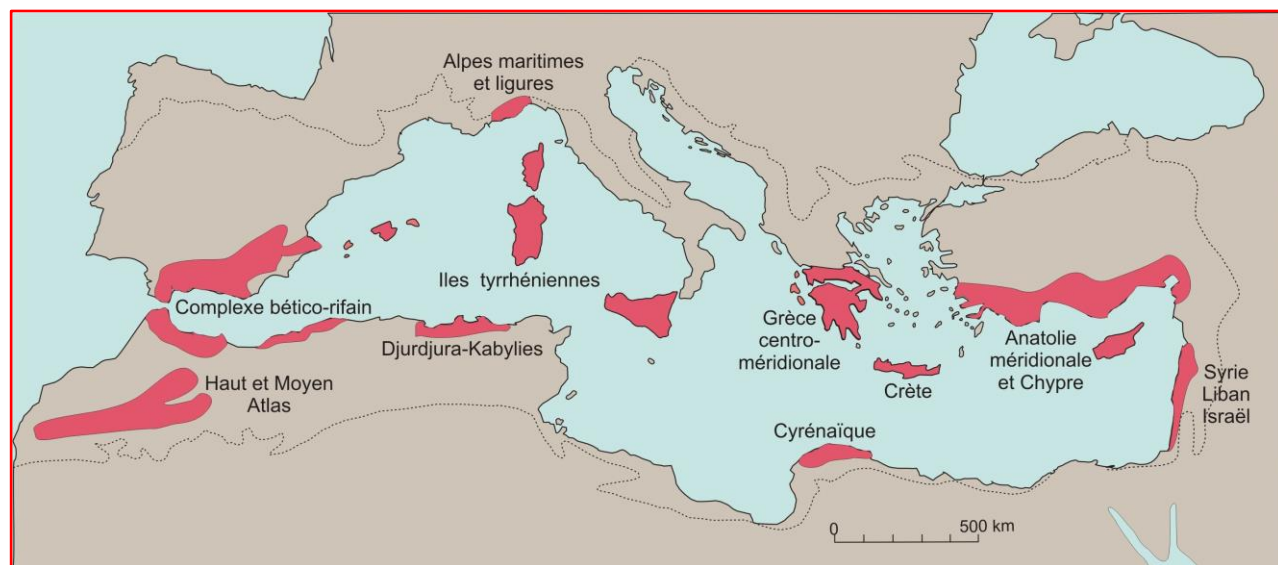 Alpes maritimes
et ligures
Iles tyrrhéniennes
Complexe bético-rifain
Djurdjura-Kabylies
Haut et Moyen
Atlas
Grèce
centro-
méridionale
Crète
Anatolie
méridionale
et Chypre
Syrie
Liban
Israël
Cyrénaïque
0
500 km